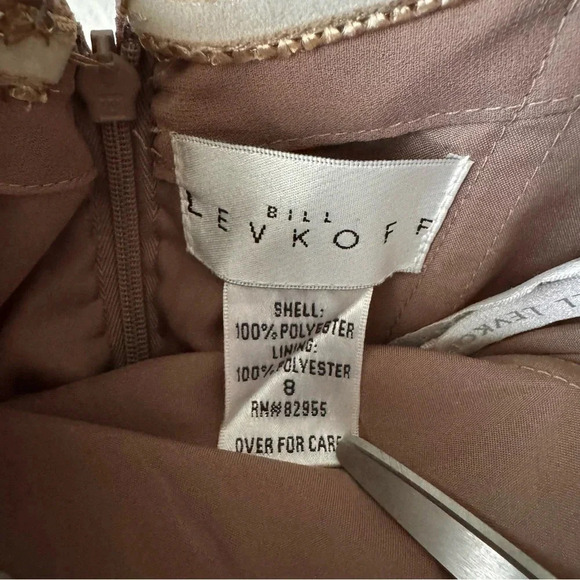 BILL
LEVKOFF
SHELL:
100% POLYESTER
LINING:
100% POLYESTER
8
RN#82955
OVER FOR CARE